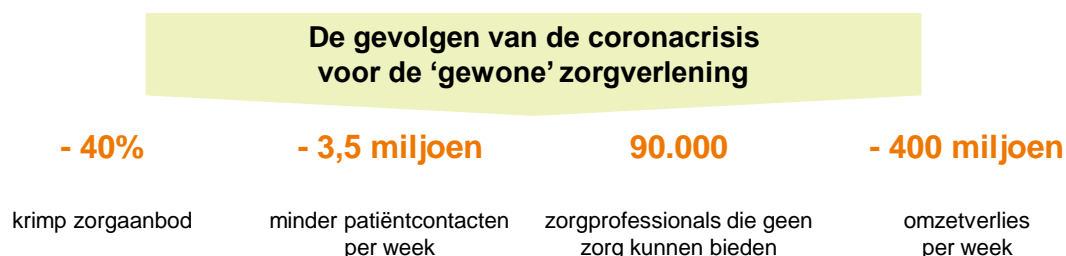 De gevolgen van de coronacrisis
voor de ‘gewone’ zorgverlening
- 40%
krimp zorgaanbod
- 3,5 miljoen
minder patiëntcontacten
per week
90.000
zorgprofessionals die geen
zorg kunnen bieden
- 400 miljoen
omzetverlies
per week